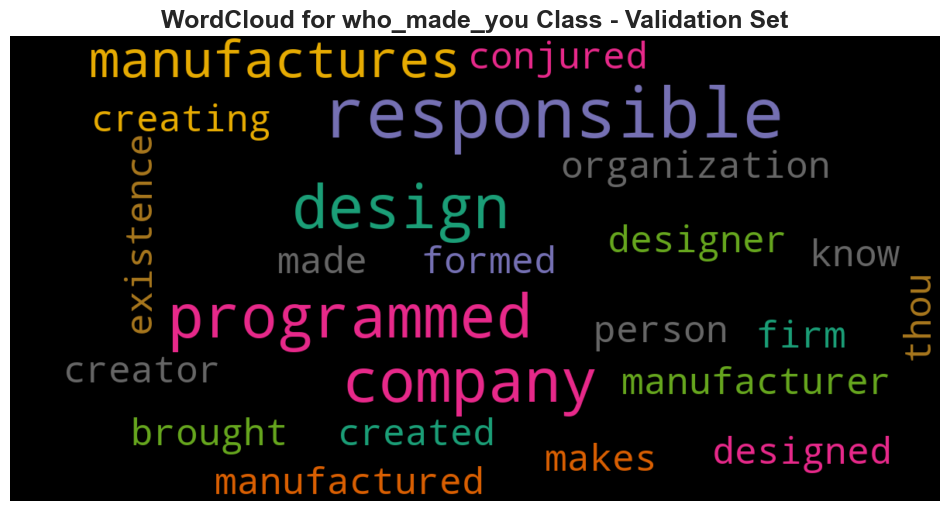 WordCloud for who_made_you Class - Validation Set
manufactures conjured
creating responsible
existence organization
design designer
made formed know
programmed person firm thou
creator company manufacturer
brought created designed
manufactured makes